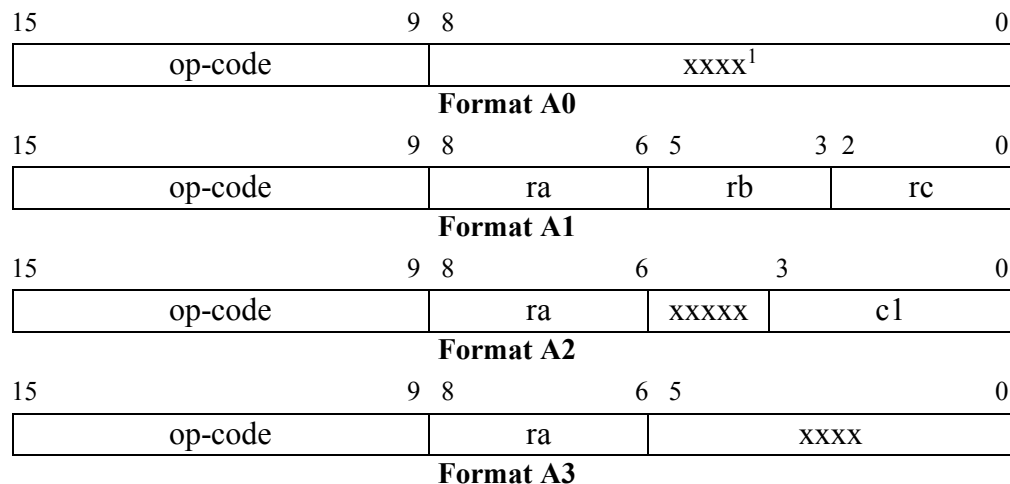 15 9 8 0
op-code xxxx¹
Format A0
15 9 8 6 5 3 2 0
op-code ra rb rc
Format A1
15 9 8 6 3 0
op-code ra xxxxx c1
Format A2
15 9 8 6 5 0
op-code ra xxxx
Format A3